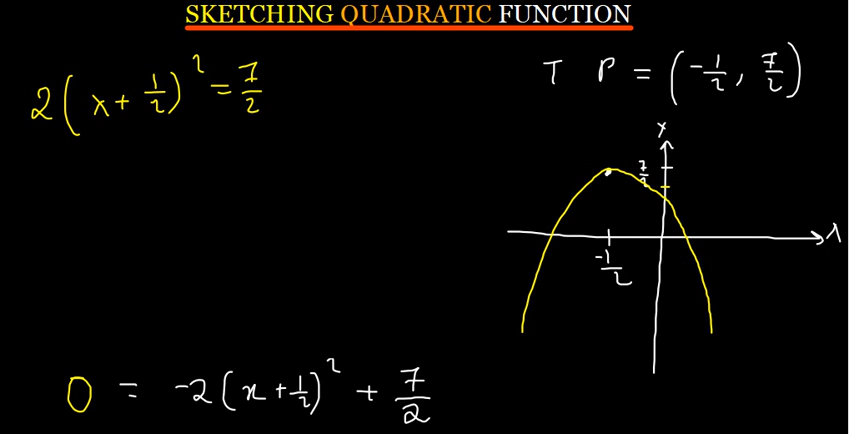 SKETCHING QUADRATIC FUNCTION
2(x + 1/2)² = 7/2
T P = (-1/2, 7/2)
x
7/2
λ
-1/2
0 = -2(x + 1/2)² + 7/2